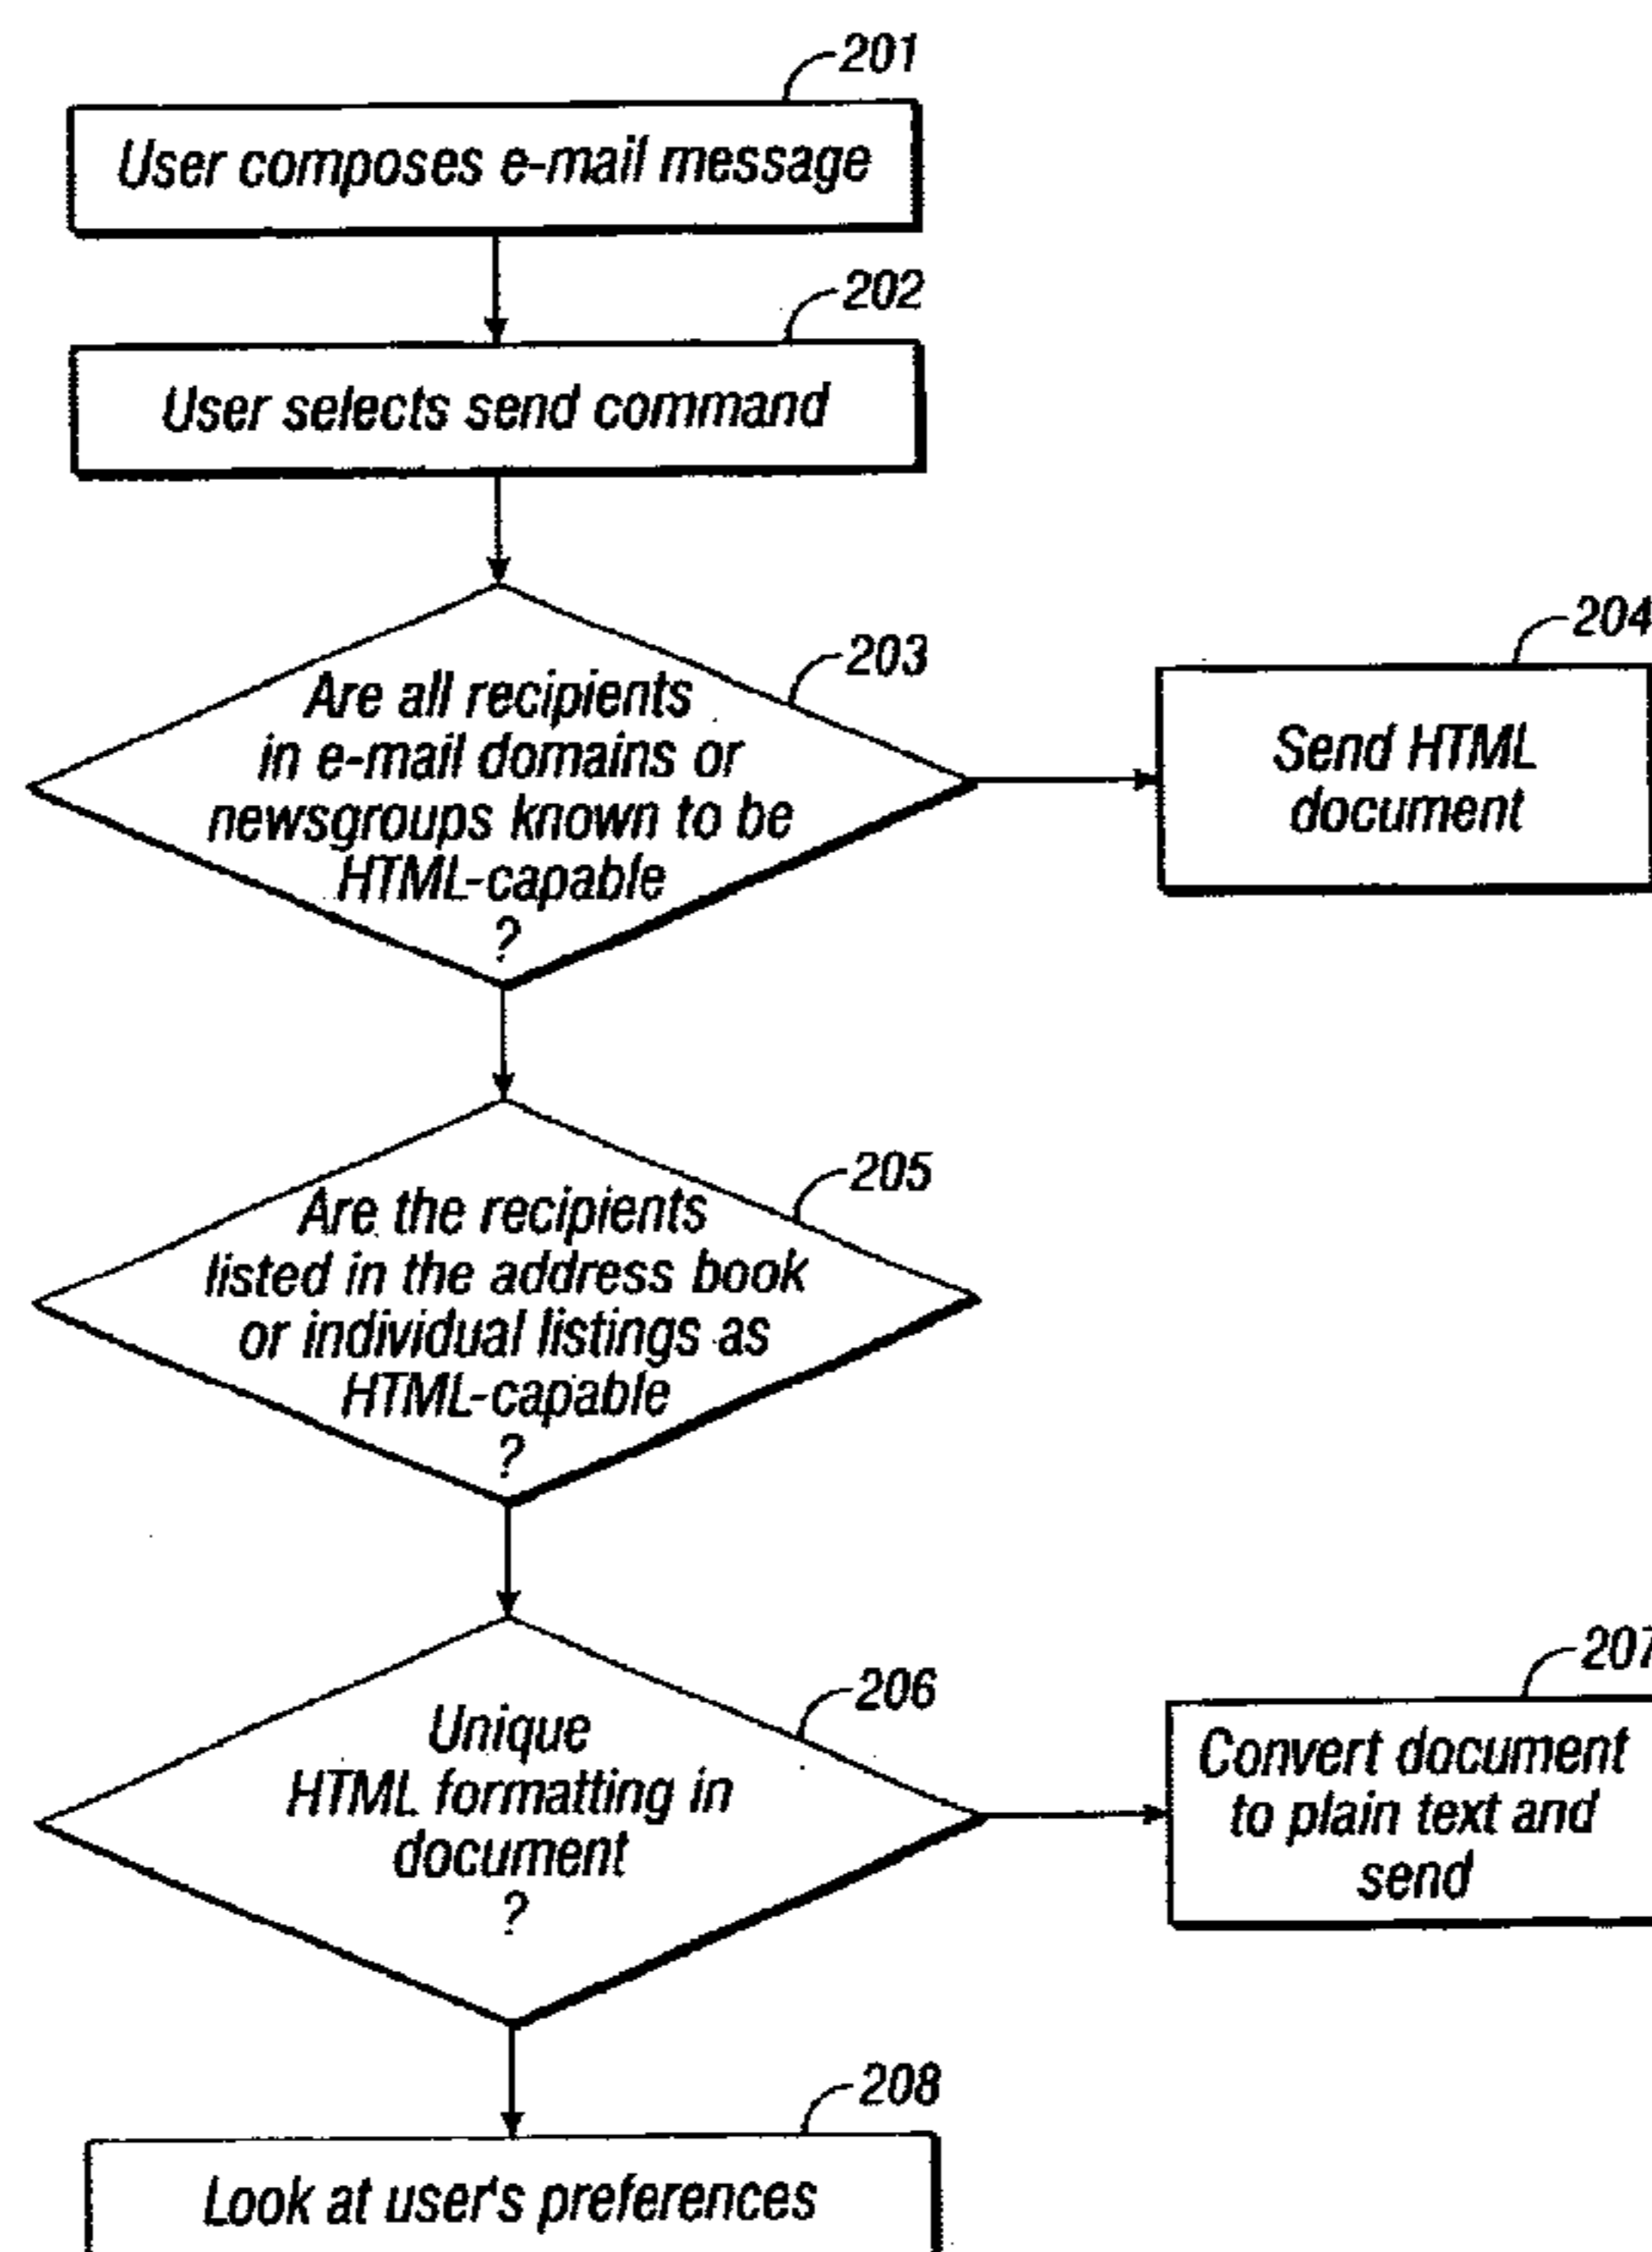 201
User composes e-mail message
202
User selects send command
203
Are all recipients
in e-mail domains or
newsgroups known to be
HTML-capable
?
204
Send HTML
document
205
Are the recipients
listed in the address book
or individual listings as
HTML-capable
?
206
Unique
HTML formatting in
document
?
207
Convert document
to plain text and
send
208
Look at user's preferences